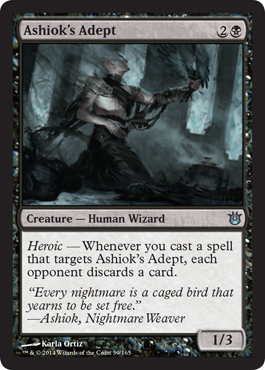 Ashiok's Adept 2
Creature — Human Wizard
Heroic — Whenever you cast a spell
that targets Ashiok's Adept, each
opponent discards a card.
“Every nightmare is a caged bird that
yearns to be set free.”
—Ashiok, Nightmare Weaver
1/3
Karla Ortiz
™ & © 2014 Wizards of the Coast 59/165